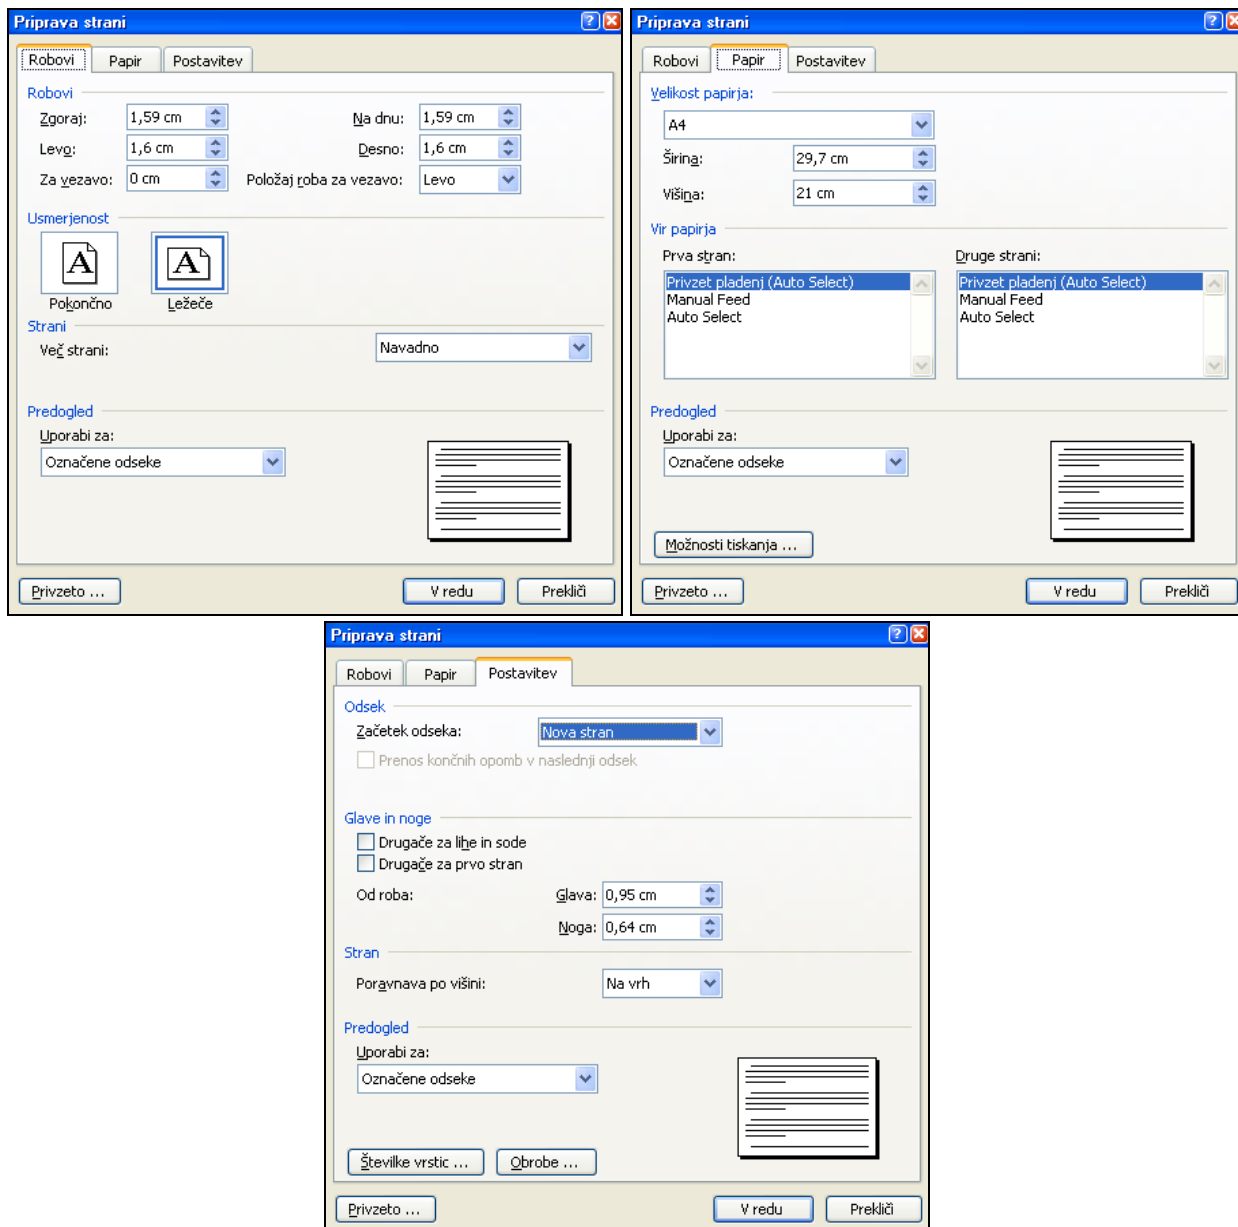 Priprava strani
Robovi Papir Postavitev
Robovi
Zgoraj: 1,59 cm Na dnu: 1,59 cm
Levo: 1,6 cm Desno: 1,6 cm
Za vezavo: 0 cm Položaj roba za vezavo: Levo
Usmerjenost
A A
Pokončno Ležeče
Strani
Več strani: Navadno
Predogled
Uporabi za:
Označene odseke
Privzeto ... V redu Prekliči
Priprava strani
Robovi Papir Postavitev
Velikost papirja:
A4
Širina: 29,7 cm
Višina: 21 cm
Vir papirja
Prva stran: Druge strani:
Privzet pladenj (Auto Select) Privzet pladenj (Auto Select)
Manual Feed Manual Feed
Auto Select Auto Select
Predogled
Uporabi za:
Označene odseke
Možnosti tiskanja ...
Privzeto ... V redu Prekliči
Priprava strani
Robovi Papir Postavitev
Odsek
Začetek odseka: Nova stran
Prenos končnih opomb v naslednji odsek
Glave in noge
Drugače za lihe in sode
Drugače za prvo stran
Od roba: Glava: 0,95 cm
Noga: 0,64 cm
Stran
Poravnava po višini: Na vrh
Predogled
Uporabi za:
Označene odseke
Številke vrstic ... Obrobe ...
Privzeto ... V redu Prekliči